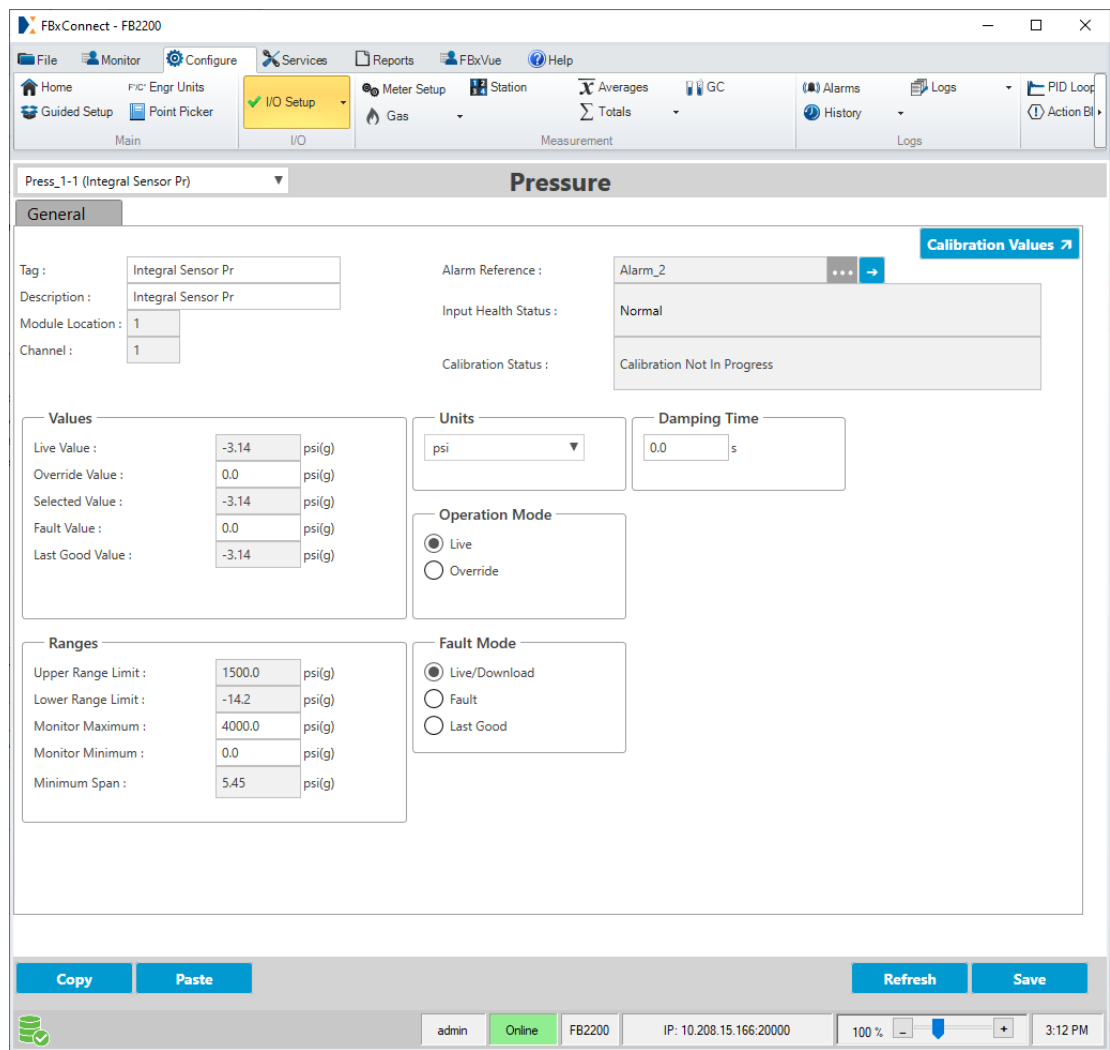 FBxConnect - FB2200
File Monitor Configure Services Reports FBxVue Help
Home F°/C° Engr Units I/O Setup Meter Setup Station Averages GC Alarms Logs PID Loop
Guided Setup Point Picker Gas Totals History Action Bl
Main I/O Measurement Logs
Press_1-1 (Integral Sensor Pr) Pressure
General
Calibration Values
Tag : Integral Sensor Pr Alarm Reference : Alarm_2 ...
Description : Integral Sensor Pr Input Health Status : Normal
Module Location : 1
Channel : 1 Calibration Status : Calibration Not In Progress
Values Units Damping Time
Live Value : -3.14 psi(g) psi 0.0 s
Override Value : 0.0 psi(g)
Selected Value : -3.14 psi(g) Operation Mode
Fault Value : 0.0 psi(g) Live
Last Good Value : -3.14 psi(g) Override
Ranges Fault Mode
Upper Range Limit : 1500.0 psi(g) Live/Download
Lower Range Limit : -14.2 psi(g) Fault
Monitor Maximum : 4000.0 psi(g) Last Good
Monitor Minimum : 0.0 psi(g)
Minimum Span : 5.45 psi(g)
Copy Paste Refresh Save
admin Online FB2200 IP: 10.208.15.166:20000 100 % - + 3:12 PM